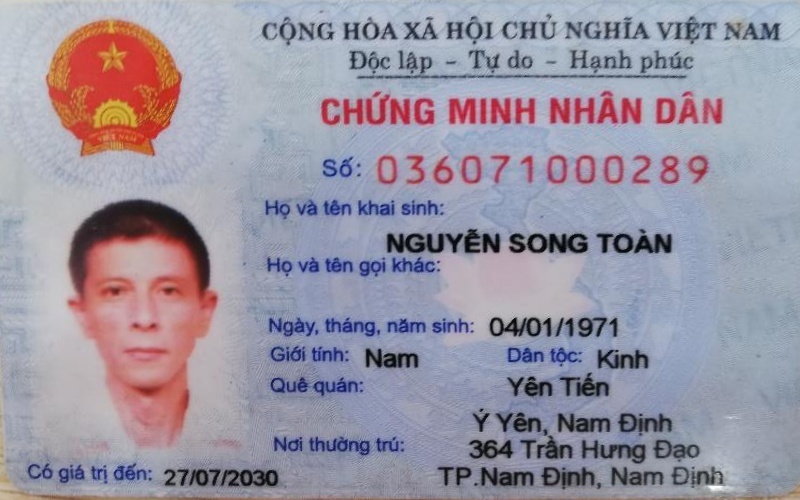 CỘNG HÒA XÃ HỘI CHỦ NGHĨA VIỆT NAM
Độc lập - Tự do - Hạnh phúc
CHỨNG MINH NHÂN DÂN
Số: 036071000289
Họ và tên khai sinh:
NGUYỄN SONG TOÀN
Họ và tên gọi khác:
Ngày, tháng, năm sinh: 04/01/1971
Giới tính: Nam Dân tộc: Kinh
Quê quán: Yên Tiến
Ý Yên, Nam Định
Nơi thường trú: 364 Trần Hưng Đạo
TP.Nam Định, Nam Định
Có giá trị đến: 27/07/2030
VIỆT NAM